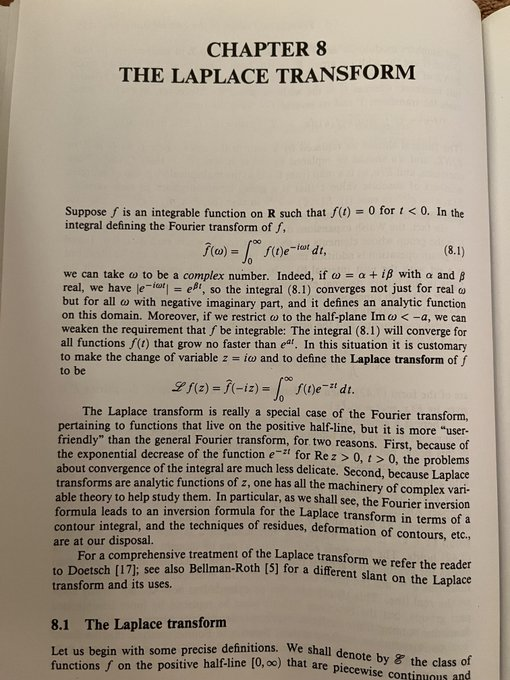 CHAPTER 8
THE LAPLACE TRANSFORM
Suppose f is an integrable function on R such that f(t) = 0 for t < 0. In the
integral defining the Fourier transform of f,
f̂(ω) = ∫₀^∞ f(t)e^{−iωt} dt, (8.1)
we can take ω to be a complex number. Indeed, if ω = α + iβ with α and β
real, we have |e^{−iωt}| = e^{βt}, so the integral (8.1) converges not just for real ω
but for all ω with negative imaginary part, and it defines an analytic function
on this domain. Moreover, if we restrict ω to the half-plane Im ω < −a, we can
weaken the requirement that f be integrable: The integral (8.1) will converge for
all functions f(t) that grow no faster than e^{at}. In this situation it is customary
to make the change of variable z = iω and to define the Laplace transform of f
to be
ℒf(z) = f̂(−iz) = ∫₀^∞ f(t)e^{−zt} dt.
The Laplace transform is really a special case of the Fourier transform,
pertaining to functions that live on the positive half-line, but it is more “user-
friendly” than the general Fourier transform, for two reasons. First, because of
the exponential decrease of the function e^{−zt} for Re z > 0, t > 0, the problems
about convergence of the integral are much less delicate. Second, because Laplace
transforms are analytic functions of z, one has all the machinery of complex vari-
able theory to help study them. In particular, as we shall see, the Fourier inversion
formula leads to an inversion formula for the Laplace transform in terms of a
contour integral, and the techniques of residues, deformation of contours, etc.,
are at our disposal.
For a comprehensive treatment of the Laplace transform we refer the reader
to Doetsch [17]; see also Bellman-Roth [5] for a different slant on the Laplace
transform and its uses.
8.1 The Laplace transform
Let us begin with some precise definitions. We shall denote by ℰ the class of
functions f on the positive half-line [0, ∞) that are piecewise continuous and